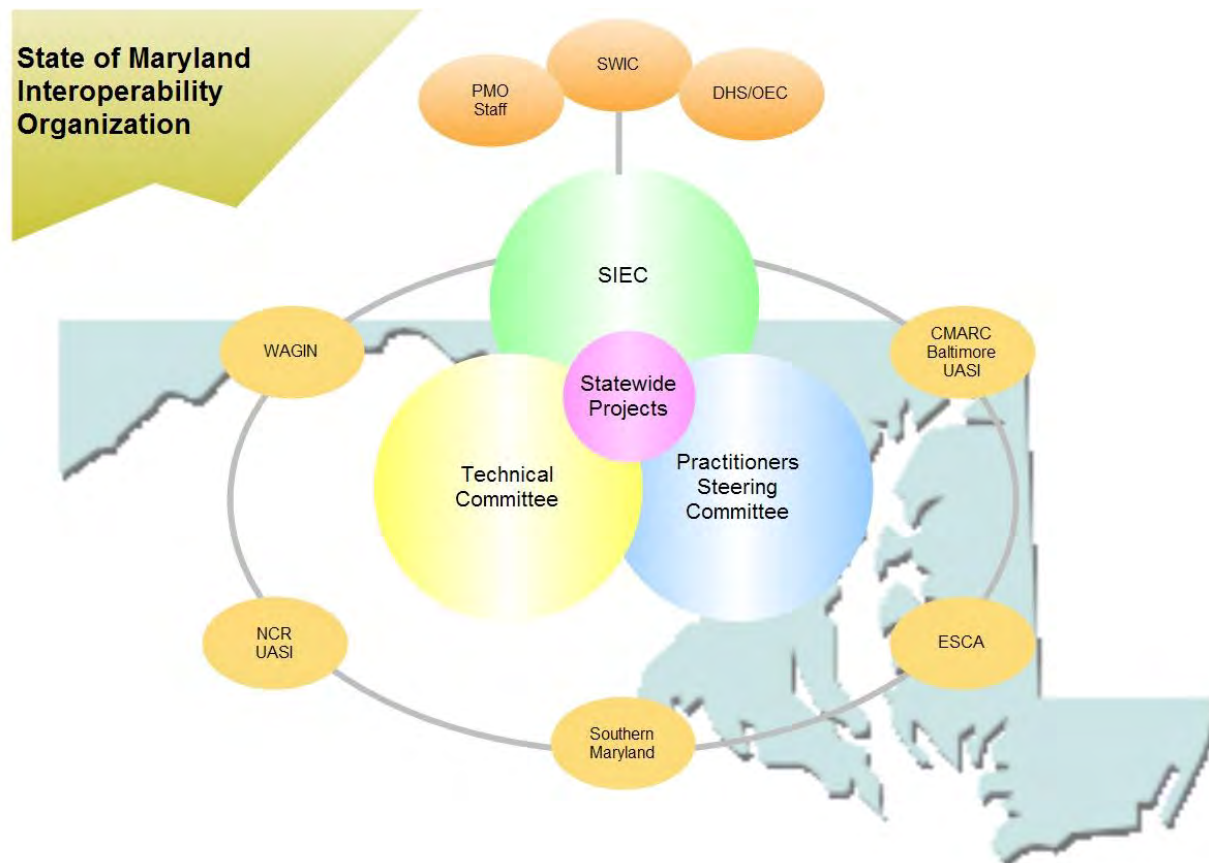 State of Maryland
Interoperability
Organization
SWIC
PMO
Staff
DHS/OEC
SIEC
WAGIN
CMARC
Baltimore
UASI
Statewide
Projects
Technical
Committee
Practitioners
Steering
Committee
NCR
UASI
ESCA
Southern
Maryland